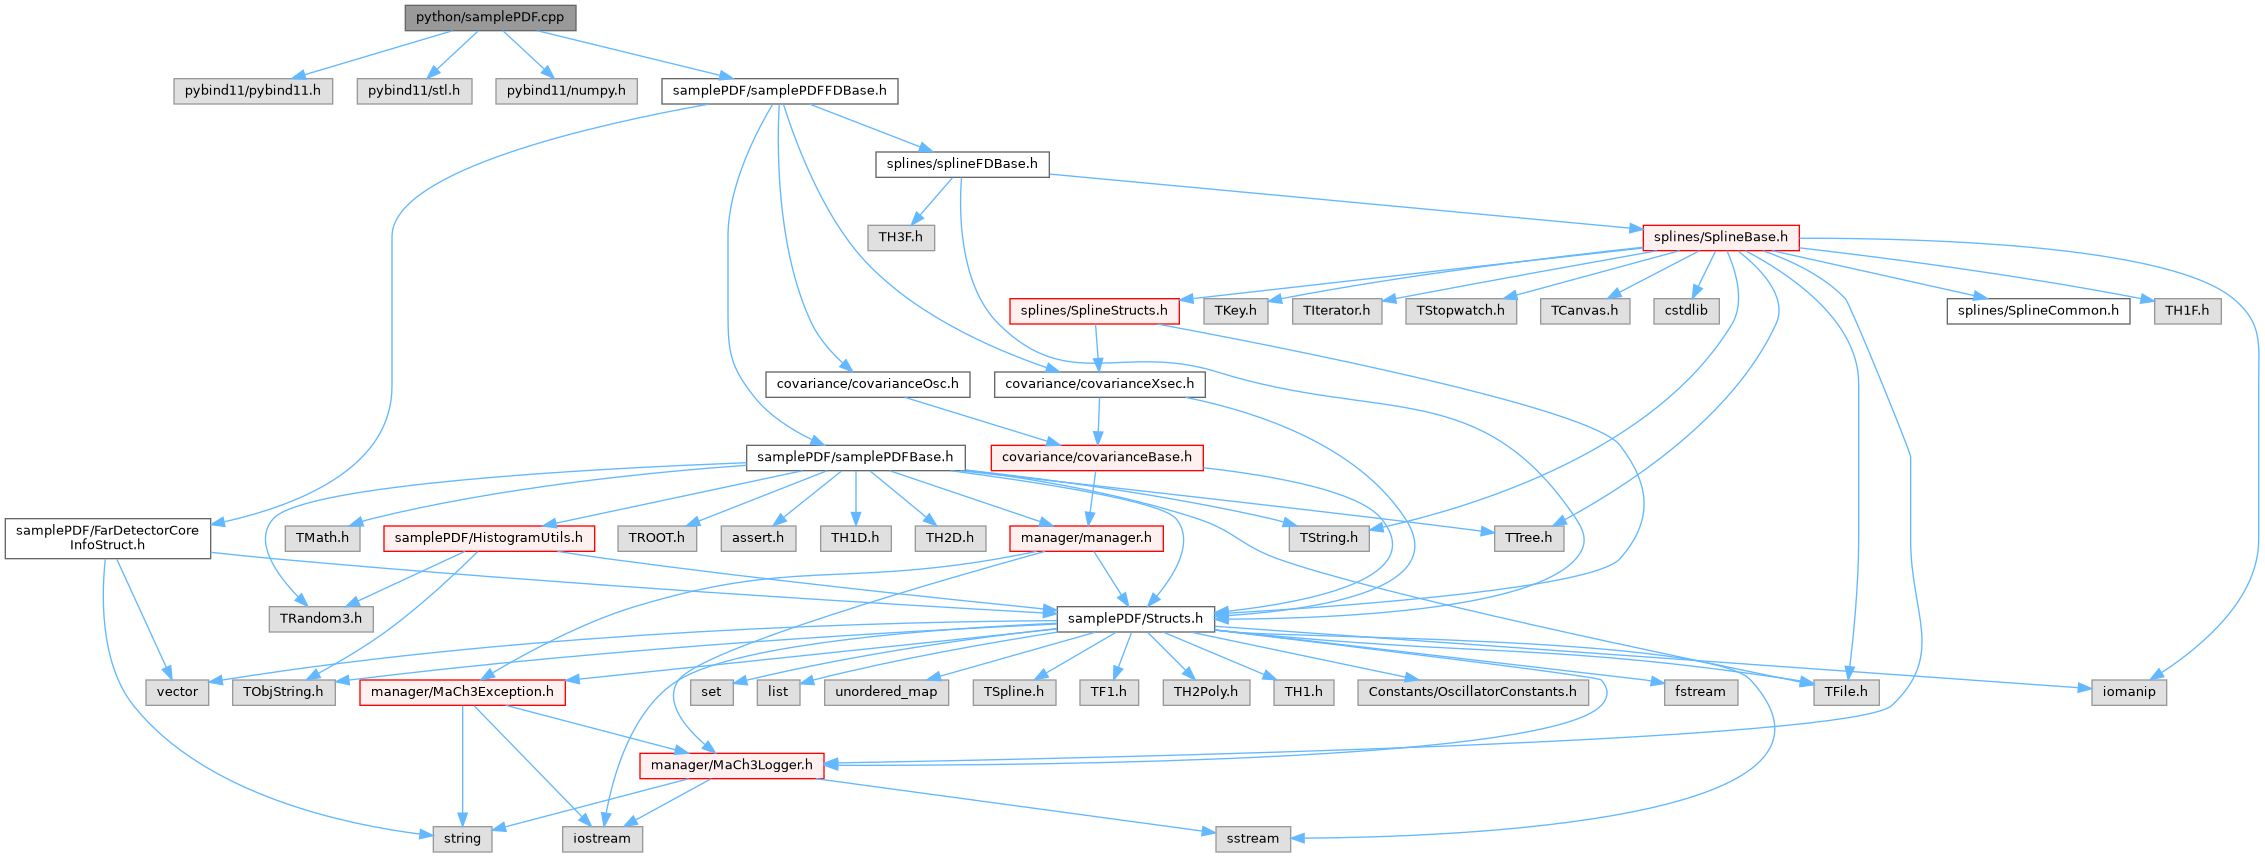 python/samplePDF.cpp
pybind11/pybind11.h
pybind11/stl.h
pybind11/numpy.h
samplePDF/samplePDFFDBase.h
splines/splineFDBase.h
TH3F.h
splines/SplineBase.h
splines/SplineStructs.h
TKey.h
TIterator.h
TStopwatch.h
TCanvas.h
cstdlib
splines/SplineCommon.h
TH1F.h
covariance/covarianceOsc.h
covariance/covarianceXsec.h
samplePDF/samplePDFBase.h
covariance/covarianceBase.h
samplePDF/FarDetectorCore
InfoStruct.h
TMath.h
samplePDF/HistogramUtils.h
TROOT.h
assert.h
TH1D.h
TH2D.h
manager/manager.h
TString.h
TTree.h
TRandom3.h
samplePDF/Structs.h
vector
TObjString.h
manager/MaCh3Exception.h
set
list
unordered_map
TSpline.h
TF1.h
TH2Poly.h
TH1.h
Constants/OscillatorConstants.h
fstream
TFile.h
iomanip
manager/MaCh3Logger.h
string
iostream
sstream